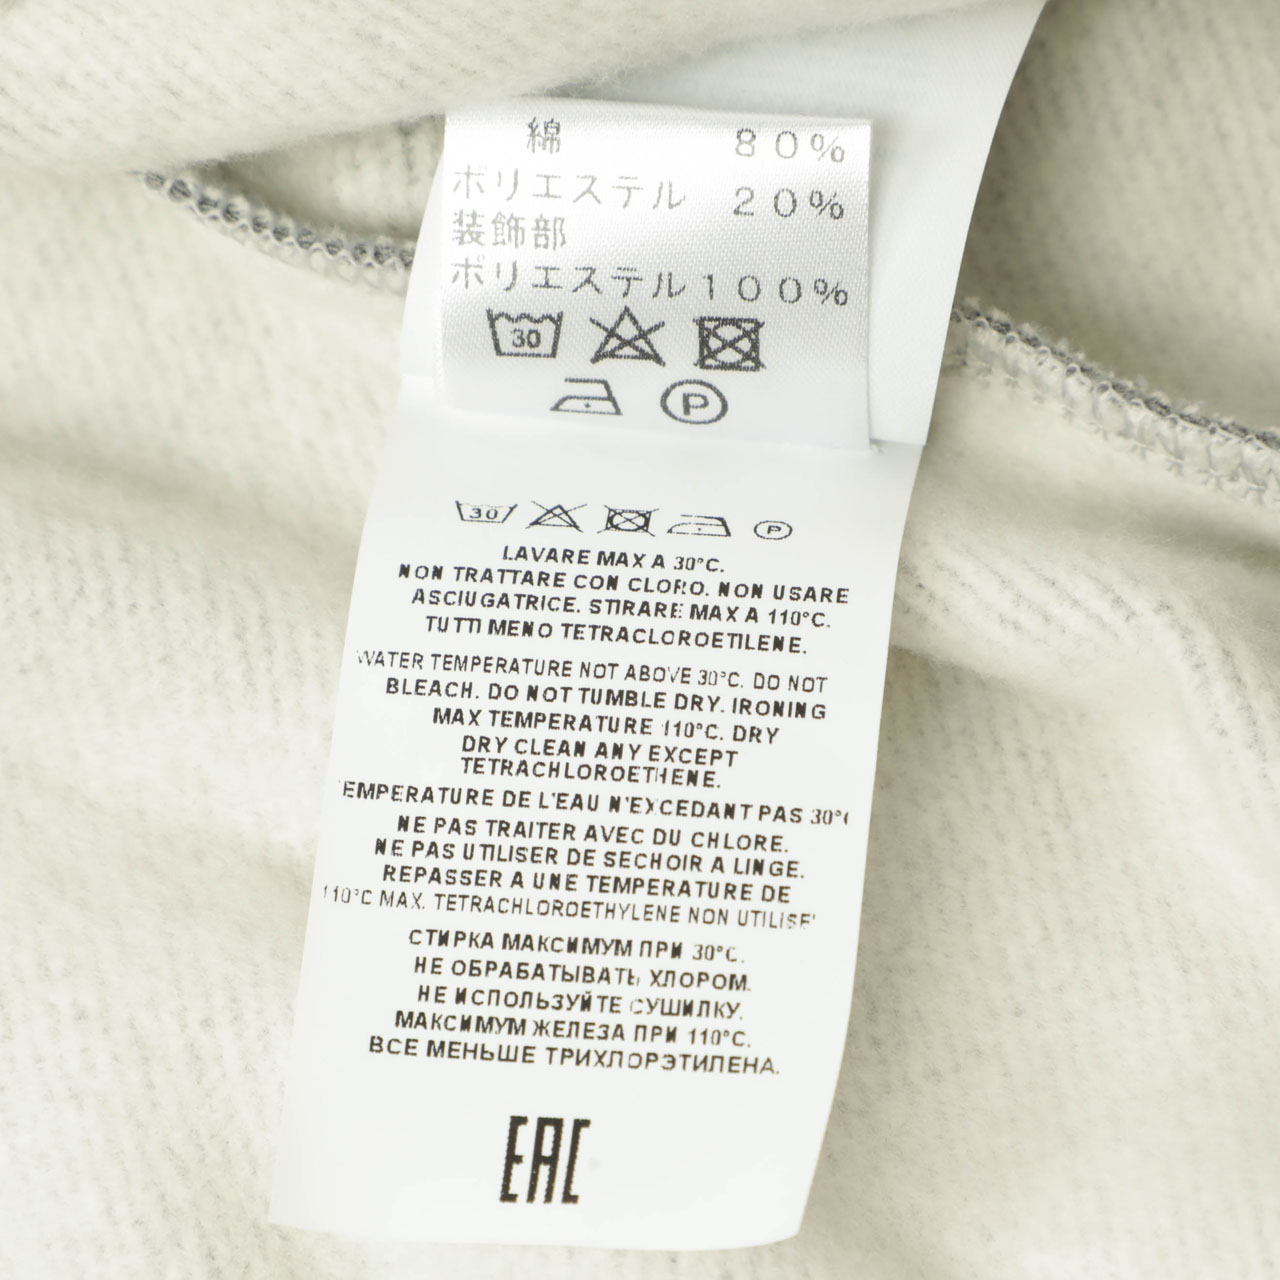 綿 80%
ポリエステル 20%
装飾部
ポリエステル100%
30
P
30 P
LAVARE MAX A 30°C.
NON TRATTARE CON CLORO. NON USARE
ASCIUGATRICE. STIRARE MAX A 110°C.
TUTTI MENO TETRACLOROETILENE.
WATER TEMPERATURE NOT ABOVE 30°C. DO NOT
BLEACH. DO NOT TUMBLE DRY. IRONING
MAX TEMPERATURE 110°C. DRY
DRY CLEAN ANY EXCEPT
TETRACHLOROETHENE.
EMPERATURE DE L'EAU N'EXCEDANT PAS 30°C
NE PAS TRAITER AVEC DU CHLORE.
NE PAS UTILISER DE SECHOIR A LINGE.
REPASSER A UNE TEMPERATURE DE
110°C MAX. TETRACHLOROETHYLENE NON UTILISE
СТИРКА МАКСИМУМ ПРИ 30°C.
НЕ ОБРАБАТЫВАТЬ ХЛОРОМ.
НЕ ИСПОЛЬЗУЙТЕ СУШИЛКУ.
МАКСИМУМ ЖЕЛЕЗА ПРИ 110°C.
ВСЕ МЕНЬШЕ ТРИХЛОРЭТИЛЕНА.
EAC